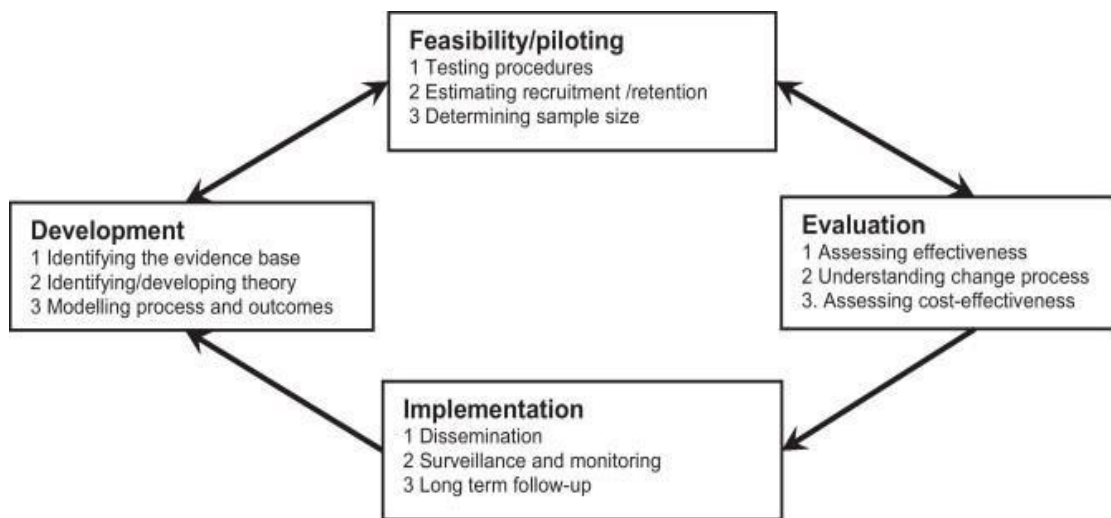 Feasibility/piloting
1 Testing procedures
2 Estimating recruitment /retention
3 Determining sample size
Development
1 Identifying the evidence base
2 Identifying/developing theory
3 Modelling process and outcomes
Evaluation
1 Assessing effectiveness
2 Understanding change process
3. Assessing cost-effectiveness
Implementation
1 Dissemination
2 Surveillance and monitoring
3 Long term follow-up